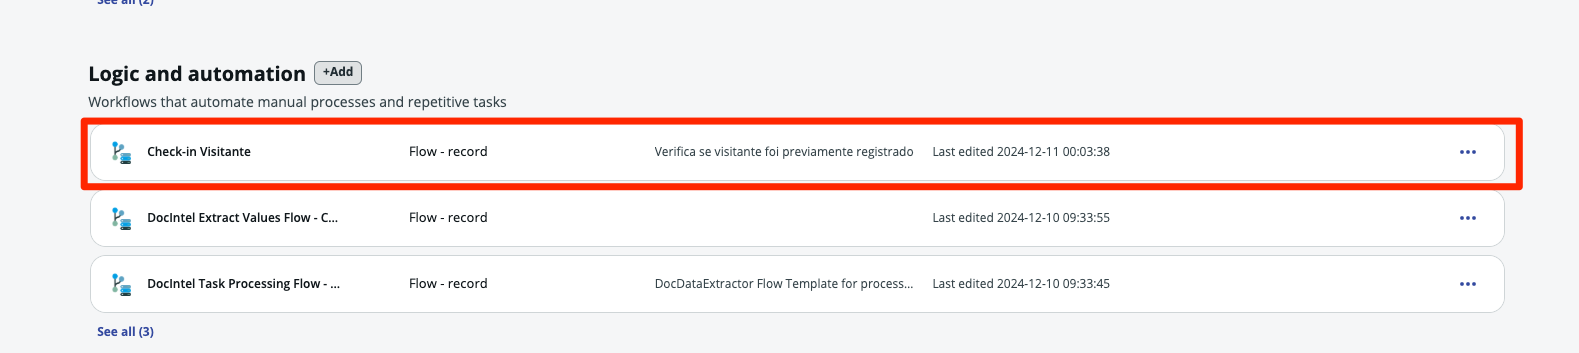 See all (2)
Logic and automation +Add
Workflows that automate manual processes and repetitive tasks
Check-in Visitante Flow - record Verifica se visitante foi previamente registrado Last edited 2024-12-11 00:03:38
DocIntel Extract Values Flow - C... Flow - record Last edited 2024-12-10 09:33:55
DocIntel Task Processing Flow - ... Flow - record DocDataExtractor Flow Template for process... Last edited 2024-12-10 09:33:45
See all (3)